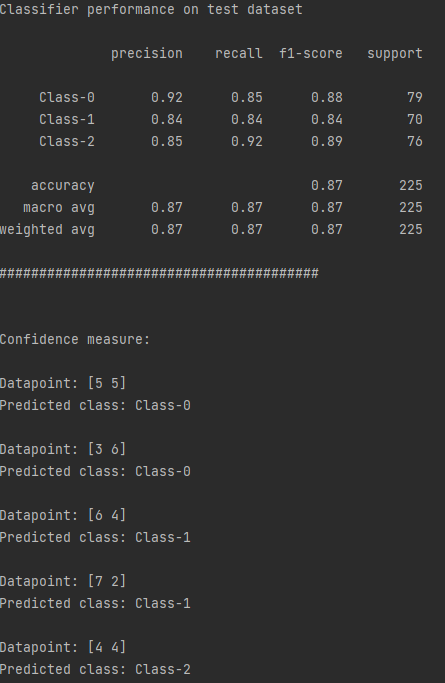 Classifier performance on test dataset
precision recall f1-score support
Class-0 0.92 0.85 0.88 79
Class-1 0.84 0.84 0.84 70
Class-2 0.85 0.92 0.89 76
accuracy 0.87 225
macro avg 0.87 0.87 0.87 225
weighted avg 0.87 0.87 0.87 225
########################################
Confidence measure:
Datapoint: [5 5]
Predicted class: Class-0
Datapoint: [3 6]
Predicted class: Class-0
Datapoint: [6 4]
Predicted class: Class-1
Datapoint: [7 2]
Predicted class: Class-1
Datapoint: [4 4]
Predicted class: Class-2